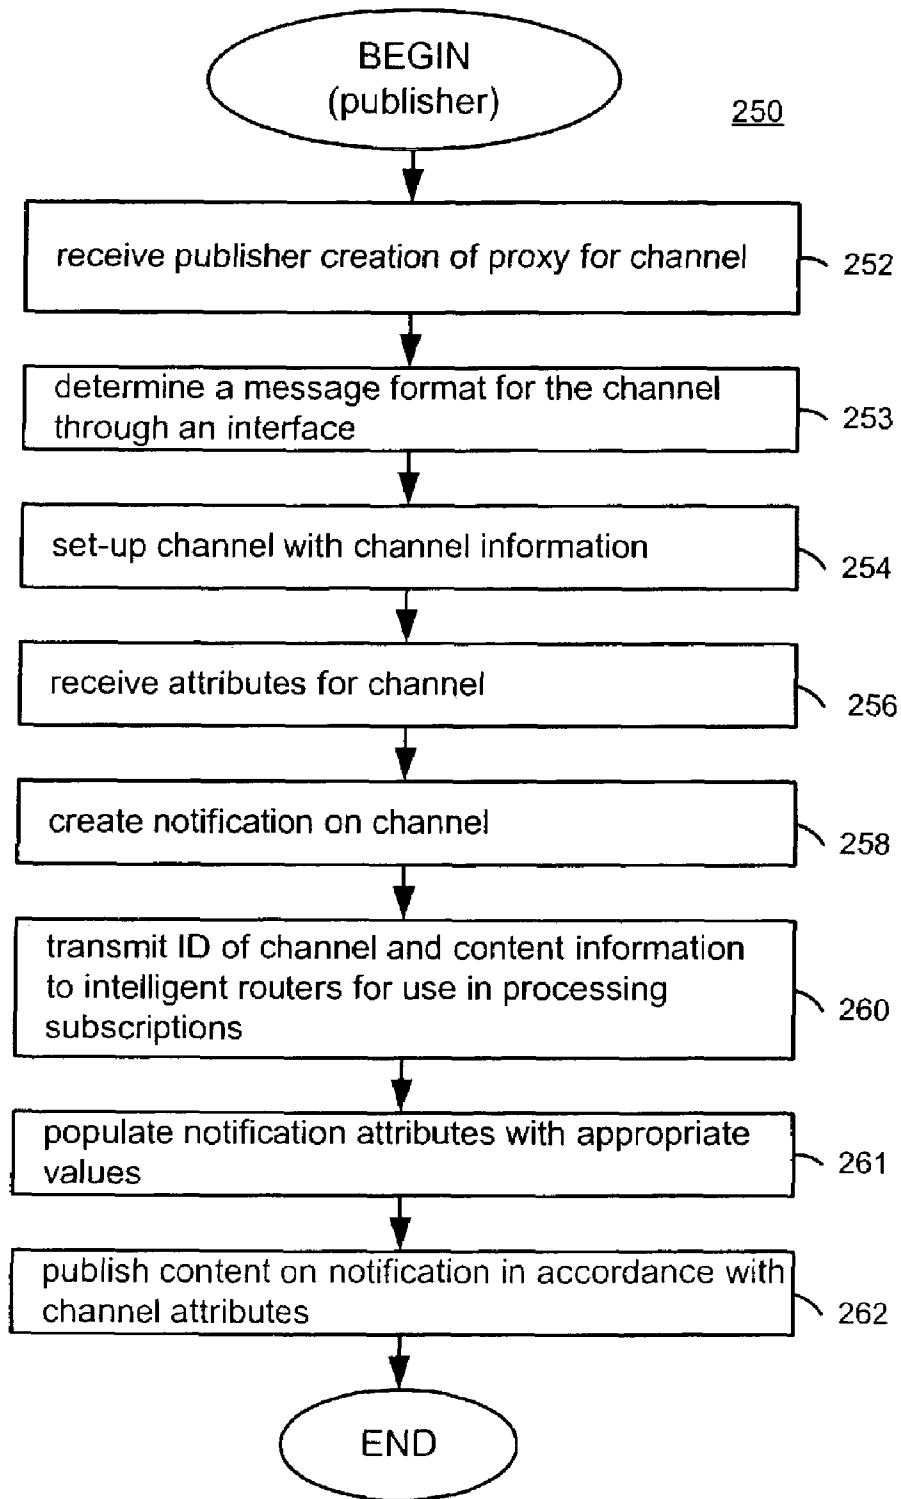 BEGIN
(publisher)
250
receive publisher creation of proxy for channel
252
determine a message format for the channel
through an interface
253
set-up channel with channel information
254
receive attributes for channel
256
create notification on channel
258
transmit ID of channel and content information
to intelligent routers for use in processing
subscriptions
260
populate notification attributes with appropriate
values
261
publish content on notification in accordance with
channel attributes
262
END